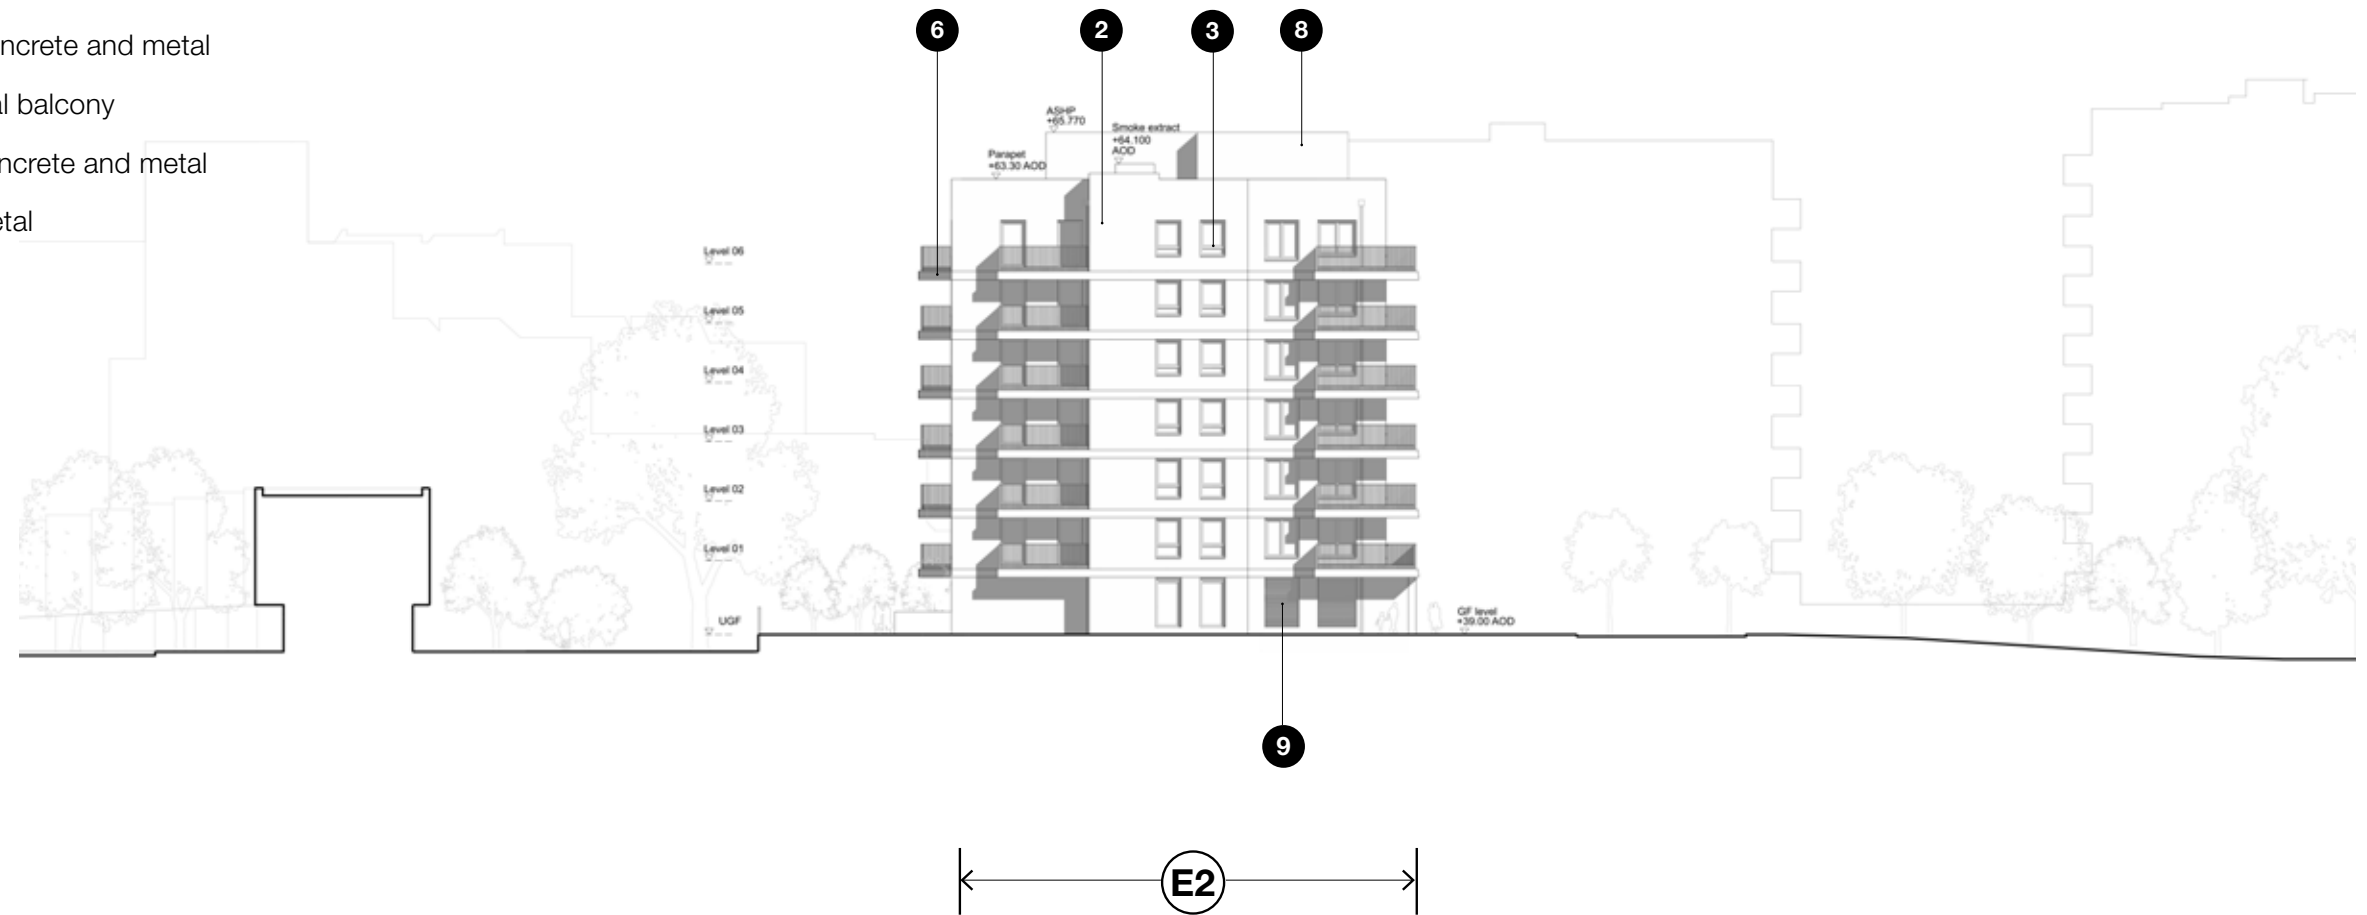 ncrete and metal
l balcony
ncrete and metal
etal
6
2
3
8
ASHP
+65.770
Smoke extract
+64.100
AOD
Parapet
+63.30 AOD
Level 06
Level 05
Level 04
Level 03
Level 02
Level 01
UGF
GF level
+39.00 AOD
9
E2